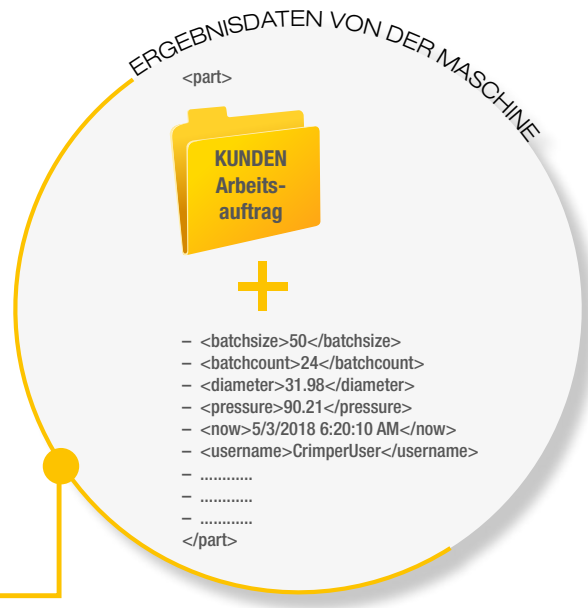 ERGEBNISDATEN VON DER MASCHINE
<part>
KUNDEN
Arbeits-
auftrag
– <batchsize>50</batchsize>
– <batchcount>24</batchcount>
– <diameter>31.98</diameter>
– <pressure>90.21</pressure>
– <now>5/3/2018 6:20:10 AM</now>
– <username>CrimperUser</username>
– ............
– ............
– ............
</part>